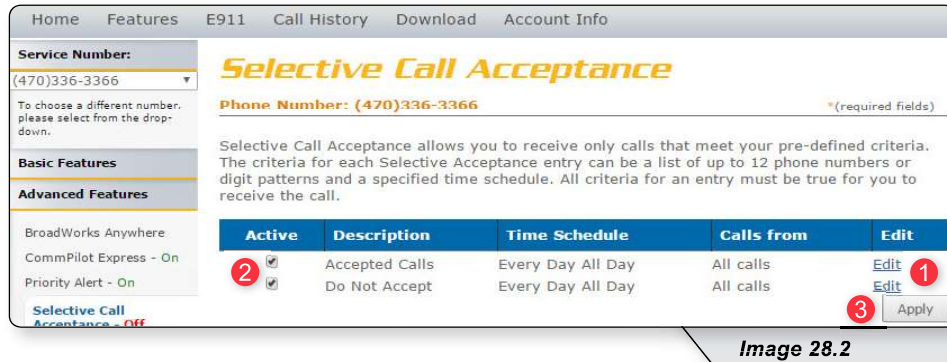 Home Features E911 Call History Download Account Info
Service Number:
(470)336-3366
To choose a different number,
please select from the drop-
down.
Basic Features
Advanced Features
BroadWorks Anywhere
CommPilot Express - On
Priority Alert - On
Selective Call
Acceptance - Off
Selective Call Acceptance
Phone Number: (470)336-3366 *(required fields)
Selective Call Acceptance allows you to receive only calls that meet your pre-defined criteria.
The criteria for each Selective Acceptance entry can be a list of up to 12 phone numbers or
digit patterns and a specified time schedule. All criteria for an entry must be true for you to
receive the call.
Active Description Time Schedule Calls from Edit
2 Accepted Calls Every Day All Day All calls Edit 1
Do Not Accept Every Day All Day All calls Edit
3 Apply
Image 28.2